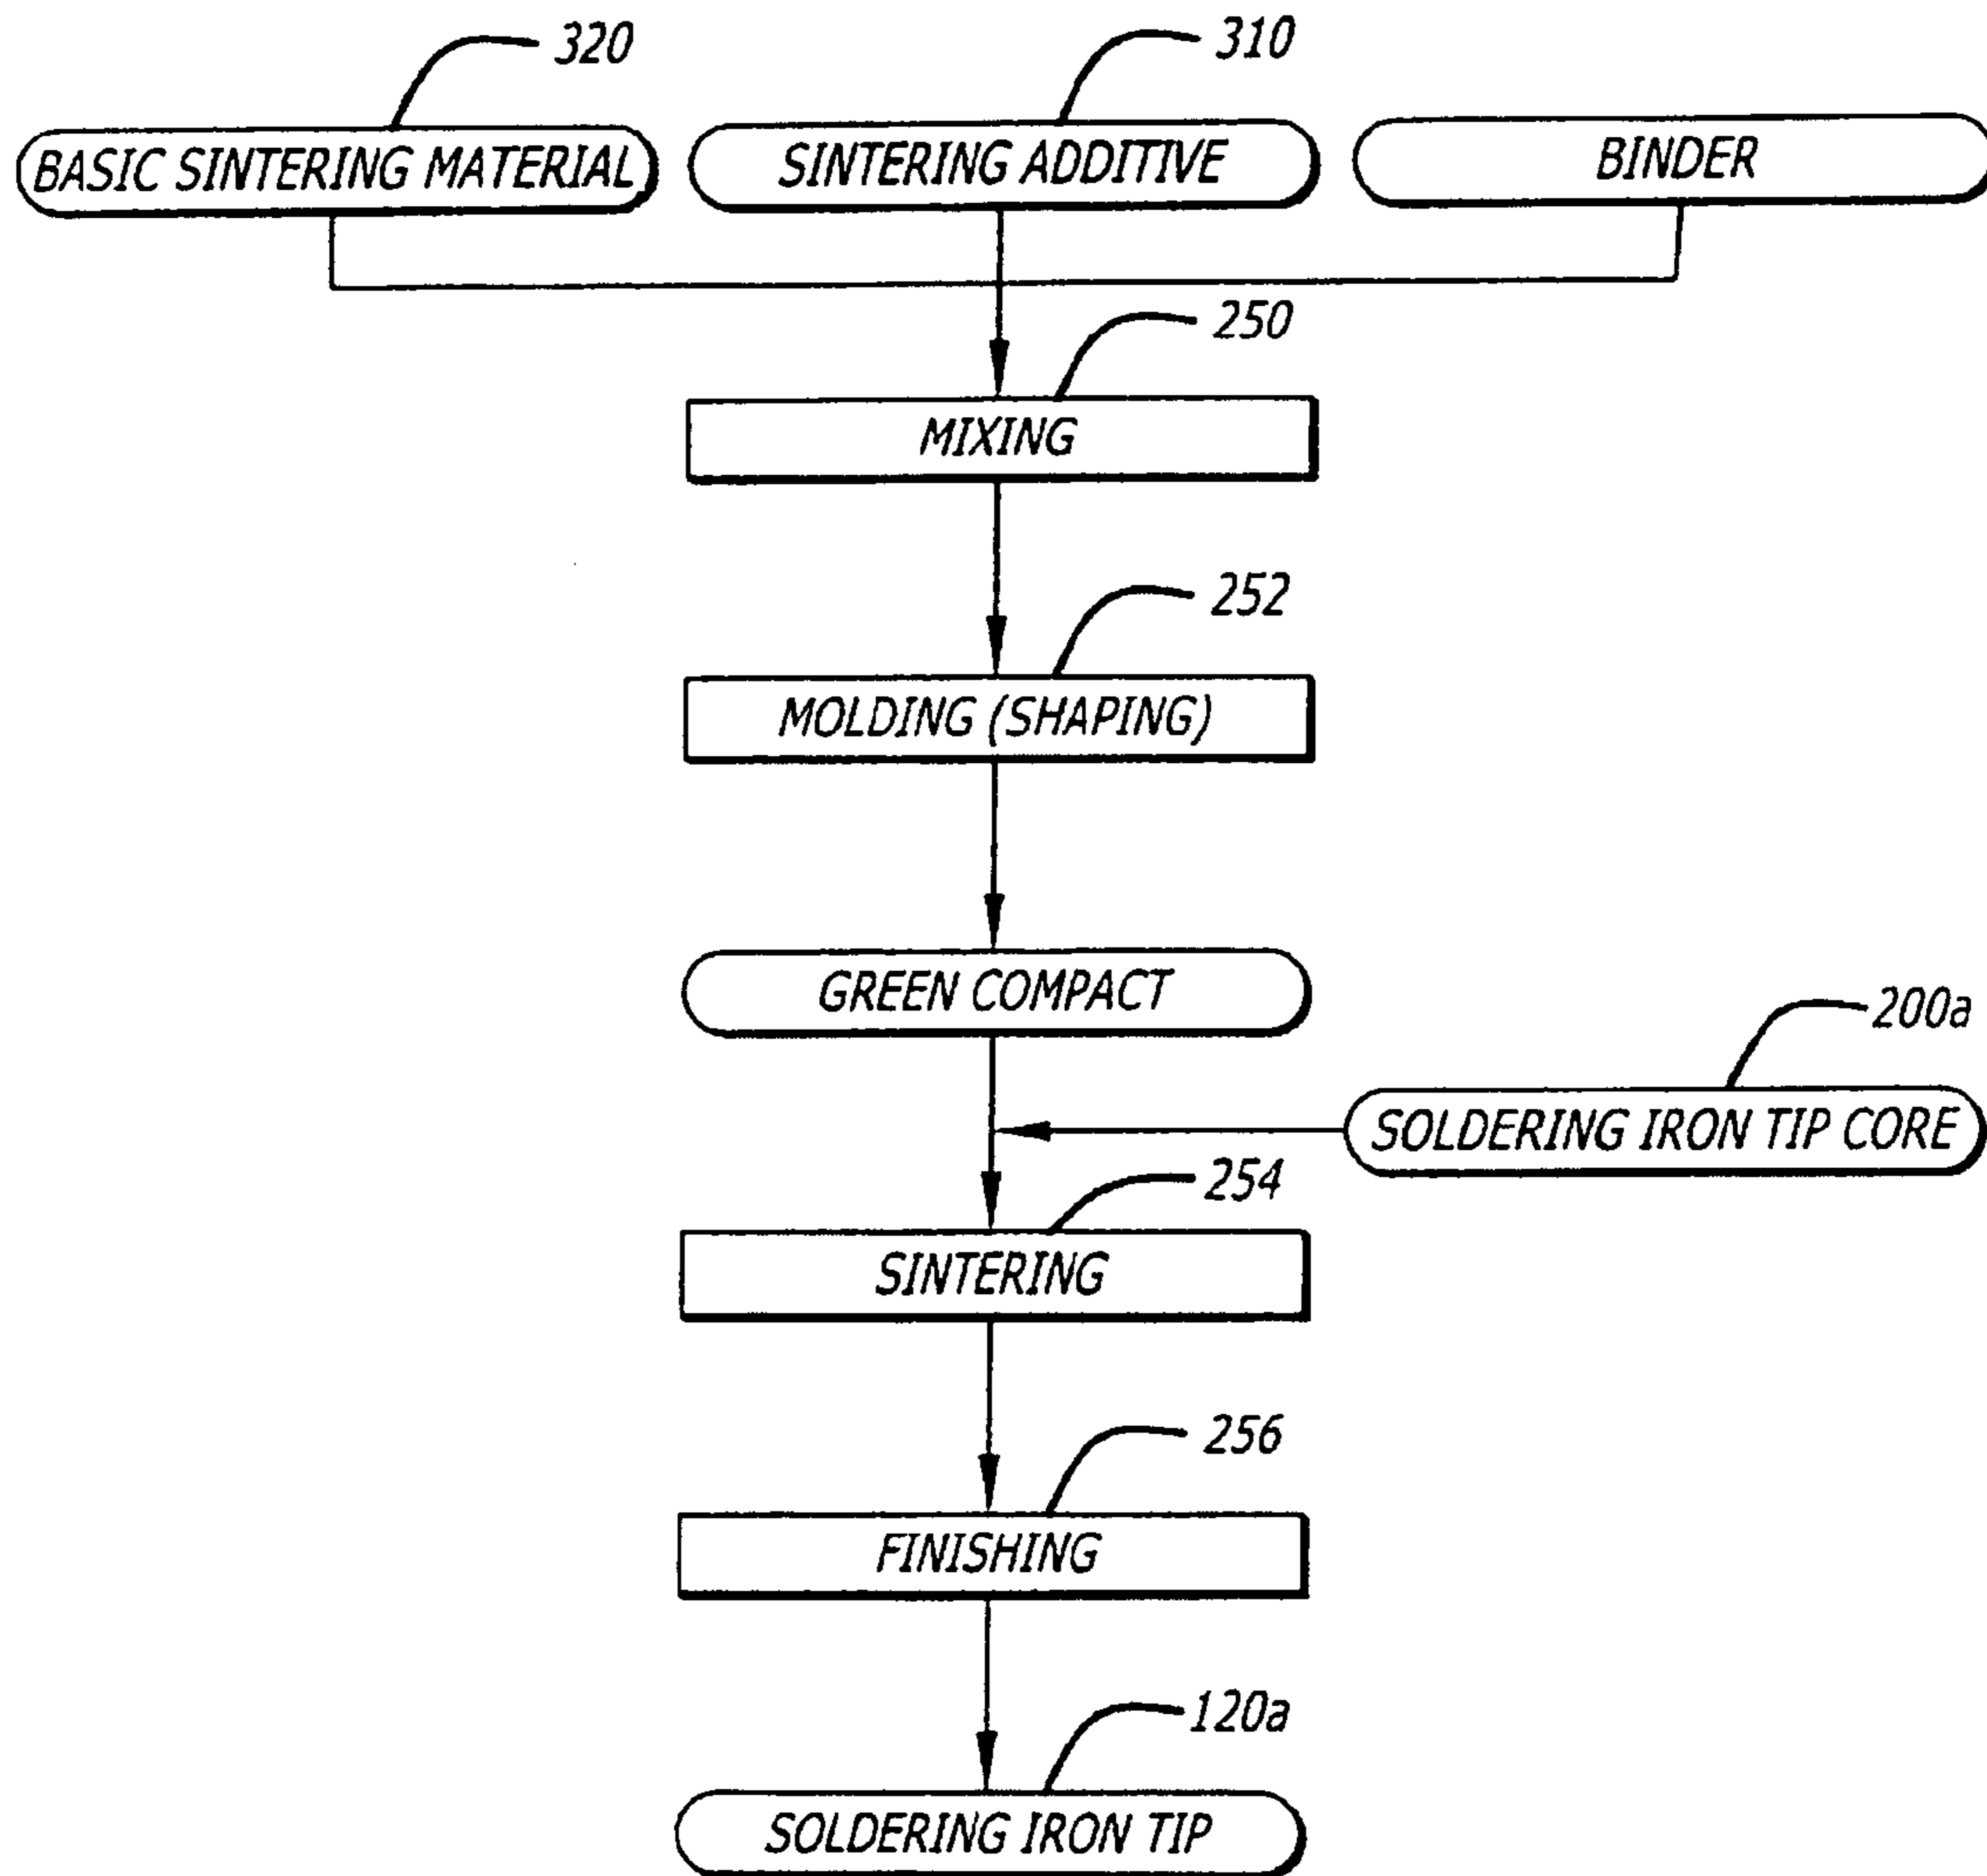 320
310
BASIC SINTERING MATERIAL
SINTERING ADDITIVE
BINDER
250
MIXING
252
MOLDING (SHAPING)
GREEN COMPACT
200a
SOLDERING IRON TIP CORE
254
SINTERING
256
FINISHING
120a
SOLDERING IRON TIP